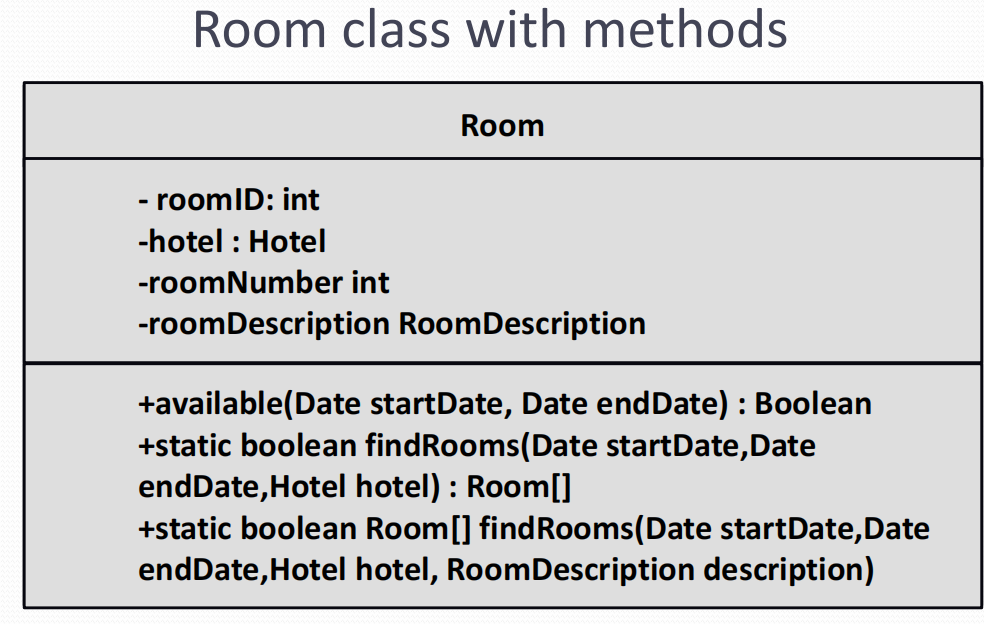 Room class with methods
Room
- roomID: int
-hotel : Hotel
-roomNumber int
-roomDescription RoomDescription
+available(Date startDate, Date endDate) : Boolean
+static boolean findRooms(Date startDate,Date
endDate,Hotel hotel) : Room[]
+static boolean Room[] findRooms(Date startDate,Date
endDate,Hotel hotel, RoomDescription description)